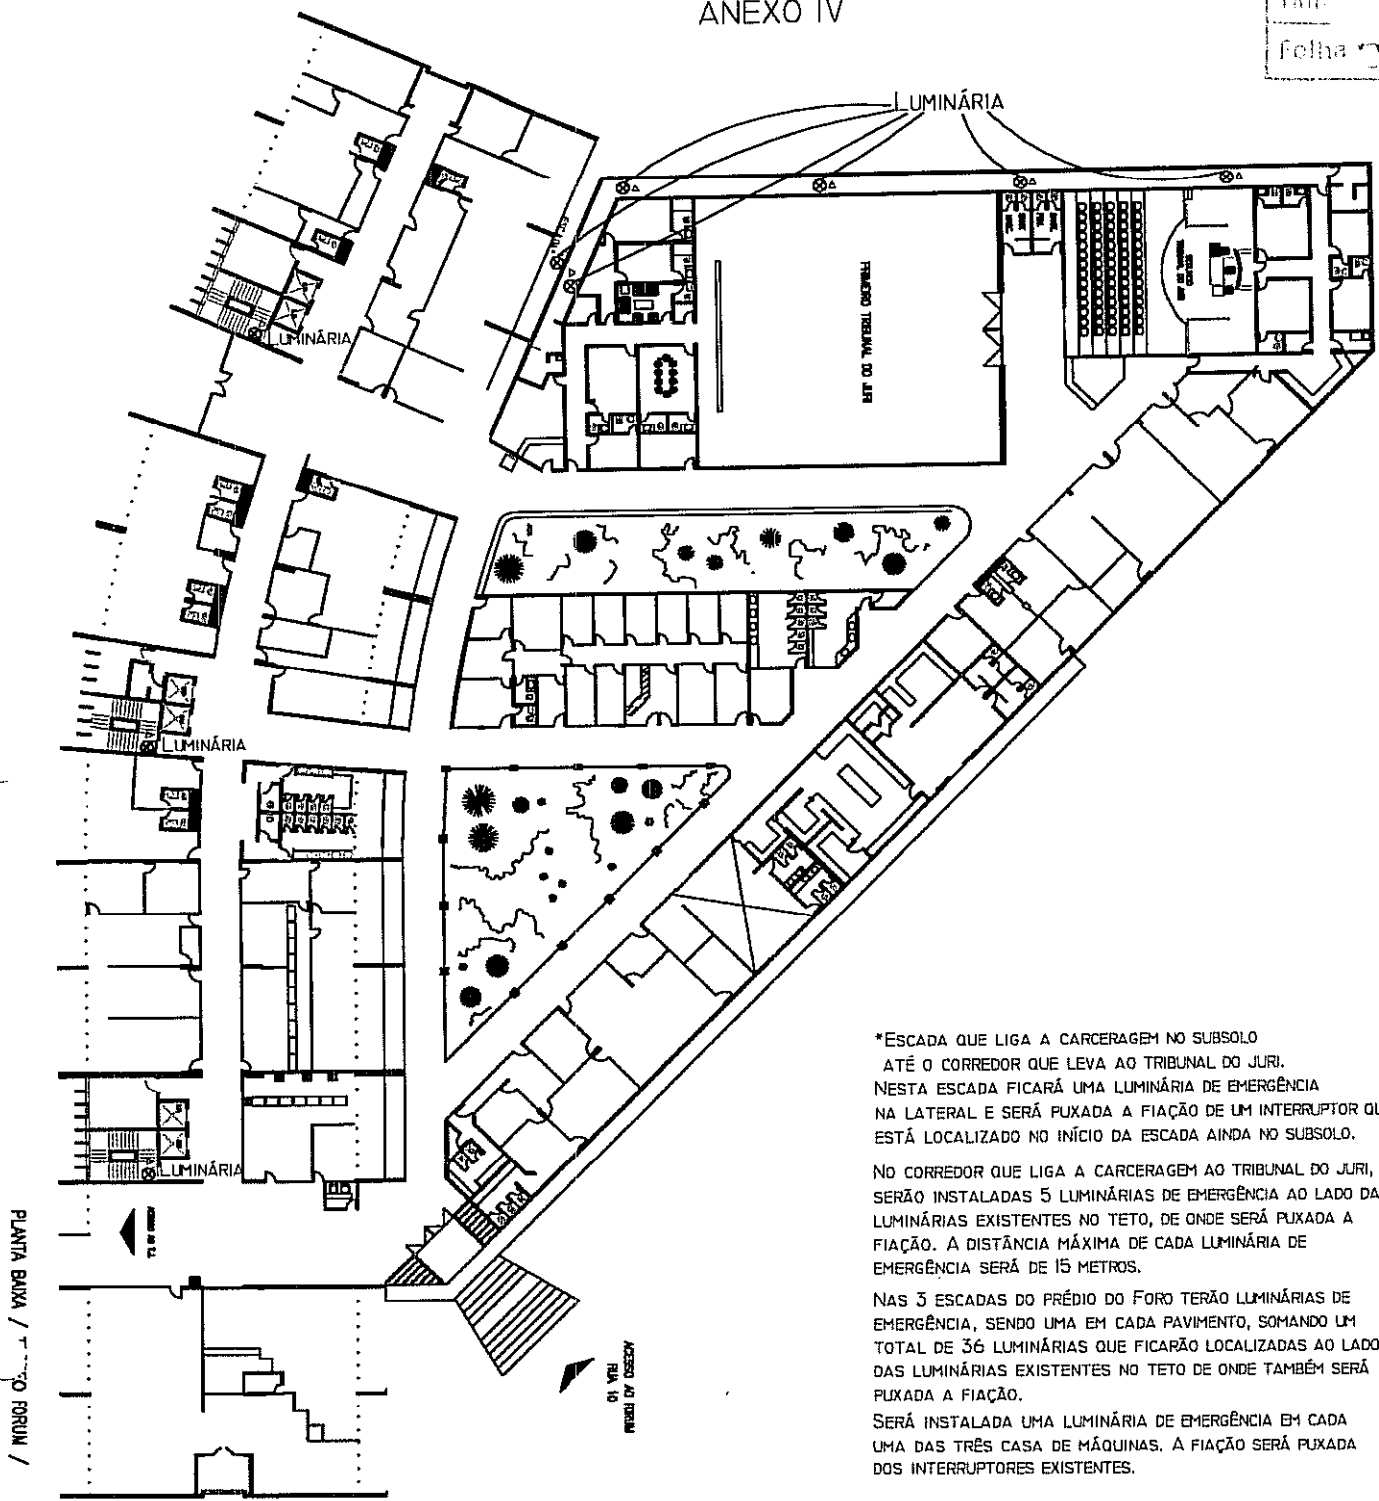 ANEXO IV
Folha
LUMINÁRIA
ESCADA*
PRIMEIRO TRIBUNAL DO JURI
SEGUNDO
TRIBUNAL DO JURI
LUMINÁRIA
LUMINÁRIA
LUMINÁRIA
*ESCADA QUE LIGA A CARCERAGEM NO SUBSOLO
ATÉ O CORREDOR QUE LEVA AO TRIBUNAL DO JURI.
NESTA ESCADA FICARÁ UMA LUMINÁRIA DE EMERGÊNCIA
NA LATERAL E SERÁ PUXADA A FIAÇÃO DE UM INTERRUPTOR QU
ESTÁ LOCALIZADO NO INÍCIO DA ESCADA AINDA NO SUBSOLO.
NO CORREDOR QUE LIGA A CARCERAGEM AO TRIBUNAL DO JURI,
SERÃO INSTALADAS 5 LUMINÁRIAS DE EMERGÊNCIA AO LADO DA
LUMINÁRIAS EXISTENTES NO TETO, DE ONDE SERÁ PUXADA A
FIAÇÃO. A DISTÂNCIA MÁXIMA DE CADA LUMINÁRIA DE
EMERGÊNCIA SERÁ DE 15 METROS.
NAS 3 ESCADAS DO PRÉDIO DO FORO TERÃO LUMINÁRIAS DE
EMERGÊNCIA, SENDO UMA EM CADA PAVIMENTO, SOMANDO UM
TOTAL DE 36 LUMINÁRIAS QUE FICARÃO LOCALIZADAS AO LADO
DAS LUMINÁRIAS EXISTENTES NO TETO DE ONDE TAMBÉM SERÁ
PUXADA A FIAÇÃO.
SERÁ INSTALADA UMA LUMINÁRIA DE EMERGÊNCIA EM CADA
UMA DAS TRÊS CASA DE MÁQUINAS. A FIAÇÃO SERÁ PUXADA
DOS INTERRUPTORES EXISTENTES.
ACESSO AO FORUM
RUA 10
PLANTA BAIXA / FORUM /